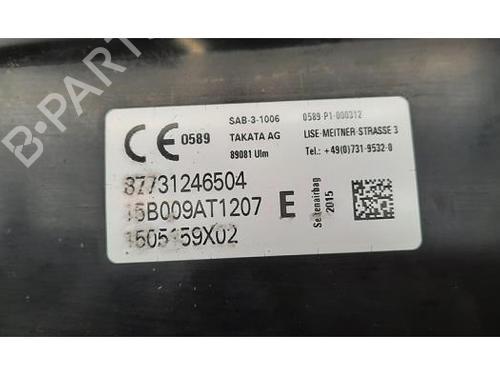 SAB-3-1006 0589-P1-000312
CE 0589 TAKATA AG LISE-MEITNER-STRASSE 3
89081 Ulm Tel.: +49(0)731-9532-0
87731246504
15B009AT1207 E
1505159X02
Seitenairbag
2015